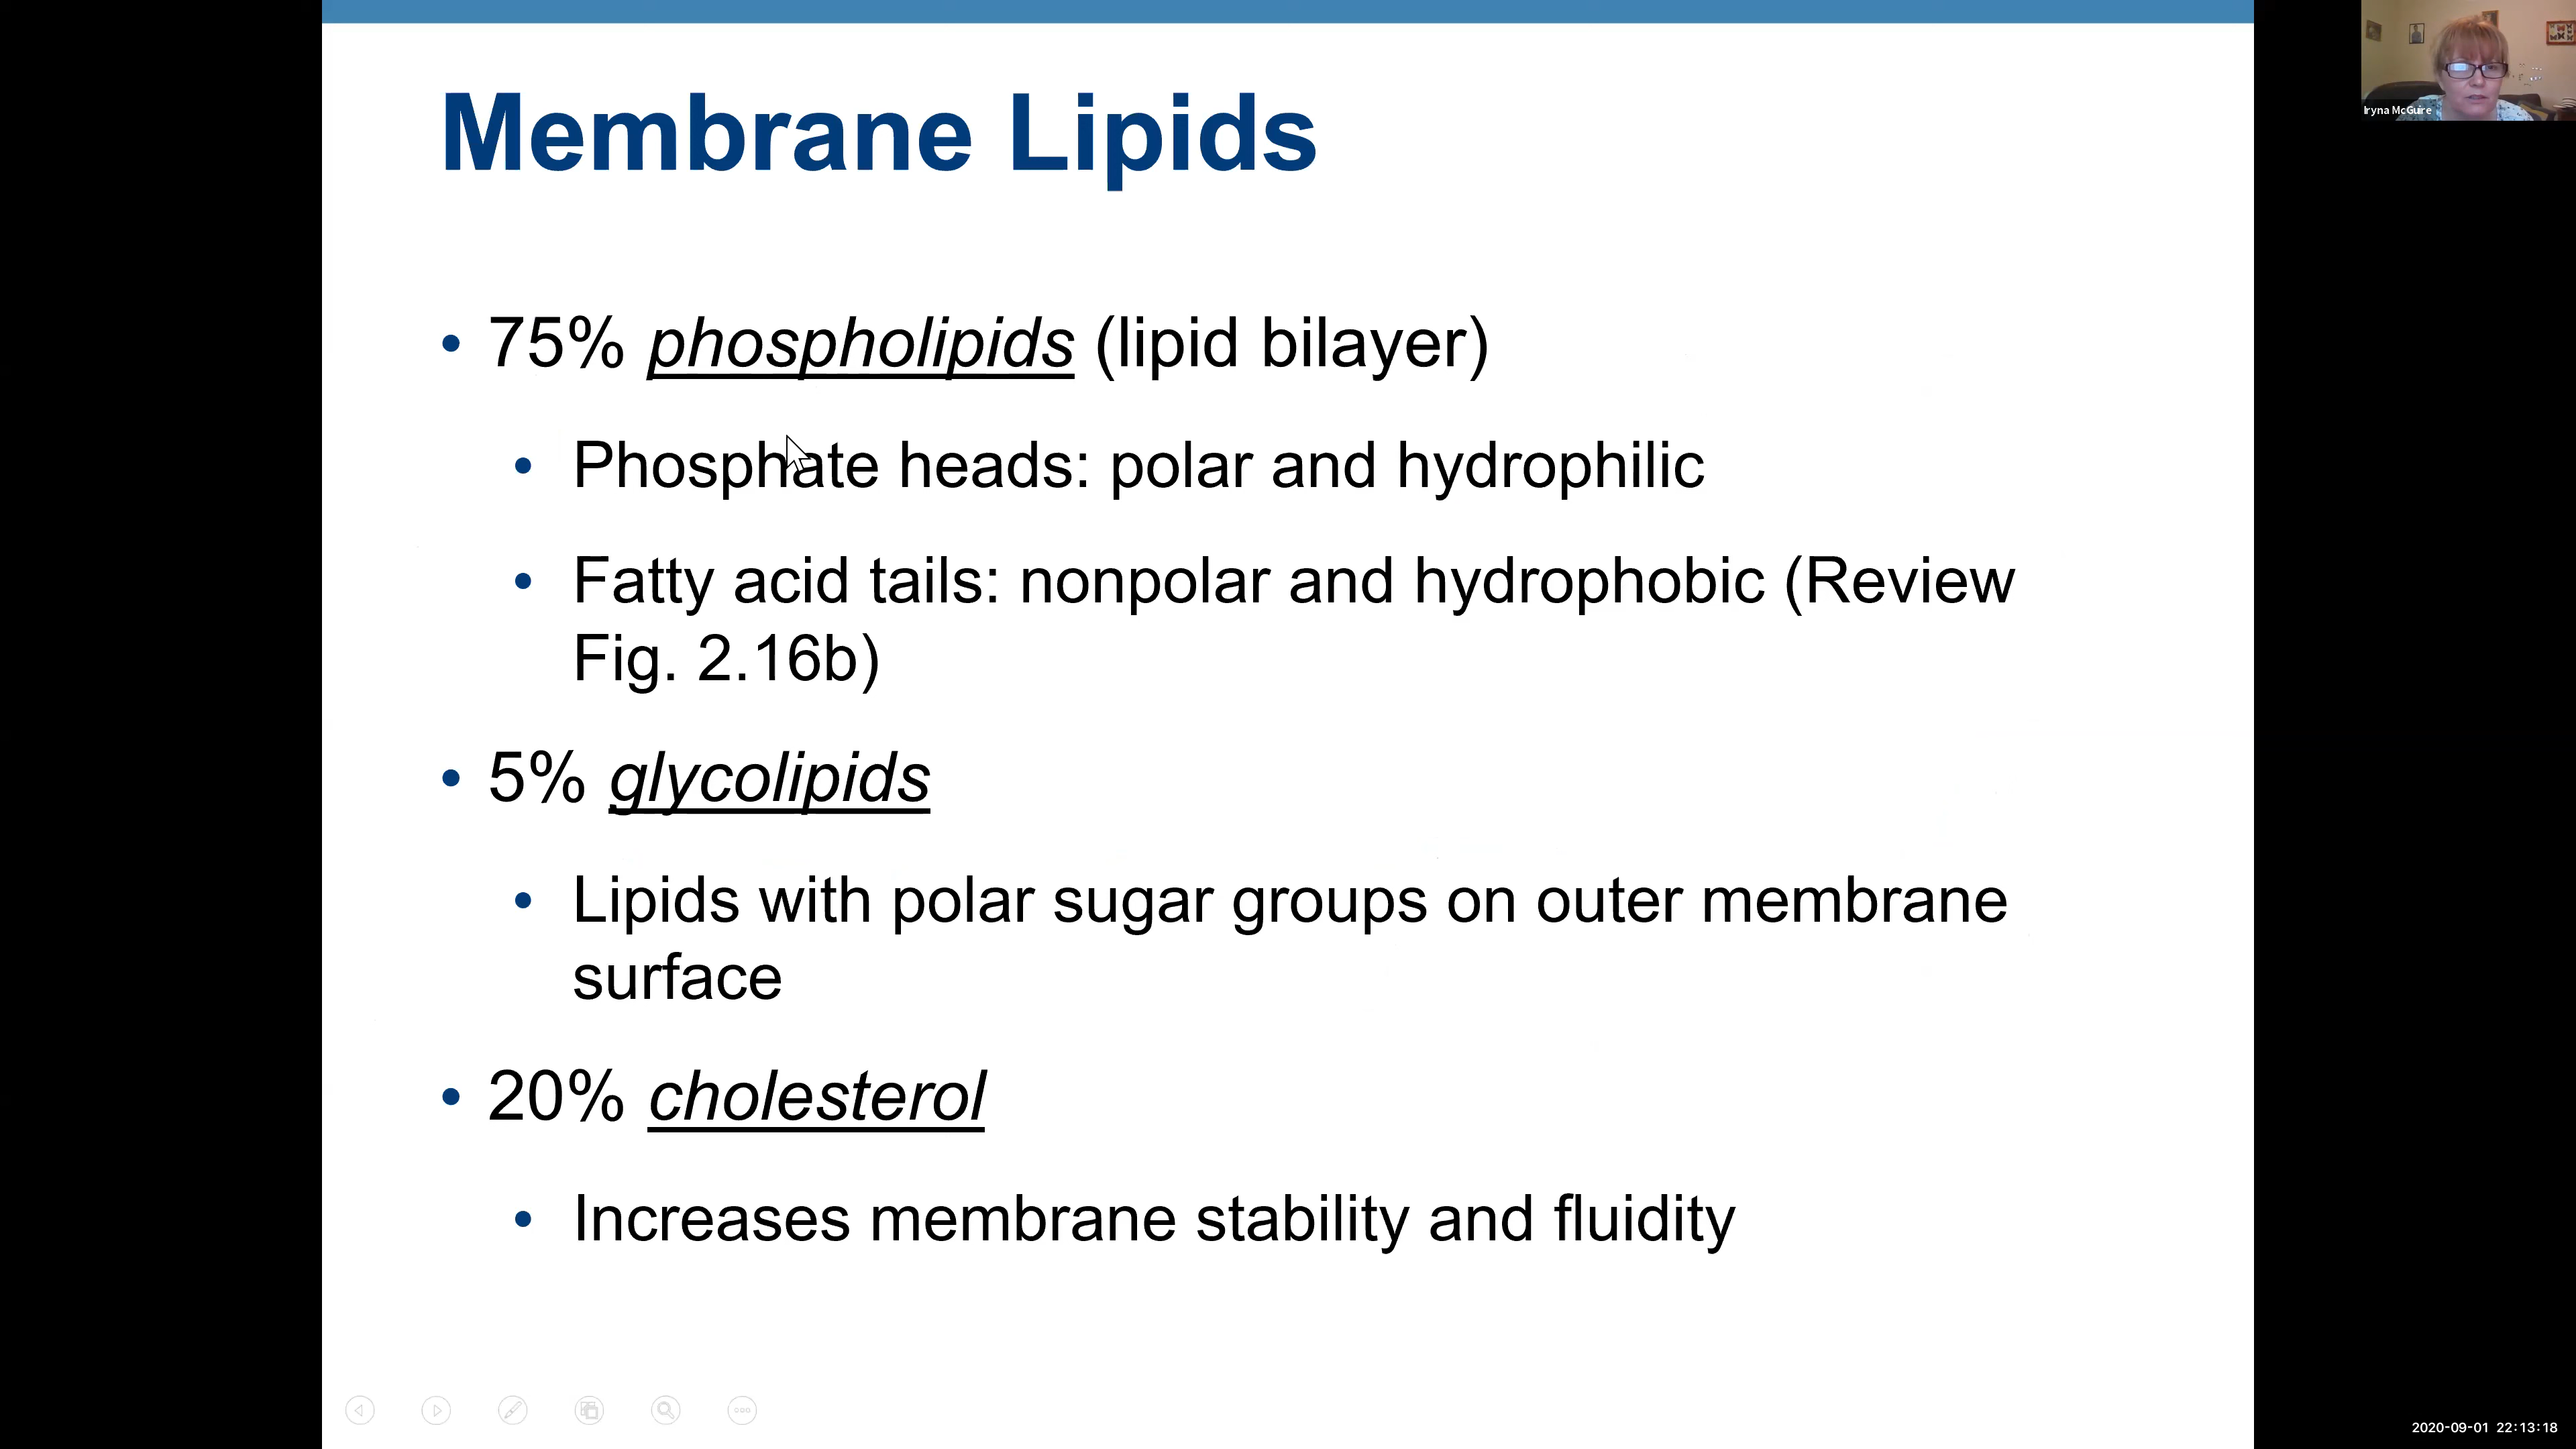 Membrane Lipids
Iryna McGuire
• 75% phospholipids (lipid bilayer)
• Phosphate heads: polar and hydrophilic
• Fatty acid tails: nonpolar and hydrophobic (Review
Fig. 2.16b)
• 5% glycolipids
• Lipids with polar sugar groups on outer membrane
surface
• 20% cholesterol
• Increases membrane stability and fluidity
2020-09-01 22:13:18